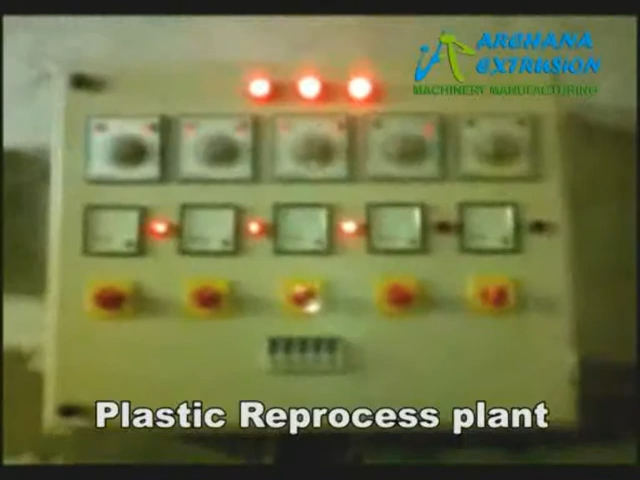 ARCHANA
EXTRUSION
MACHINERY MANUFACTURING
Plastic Reprocess plant